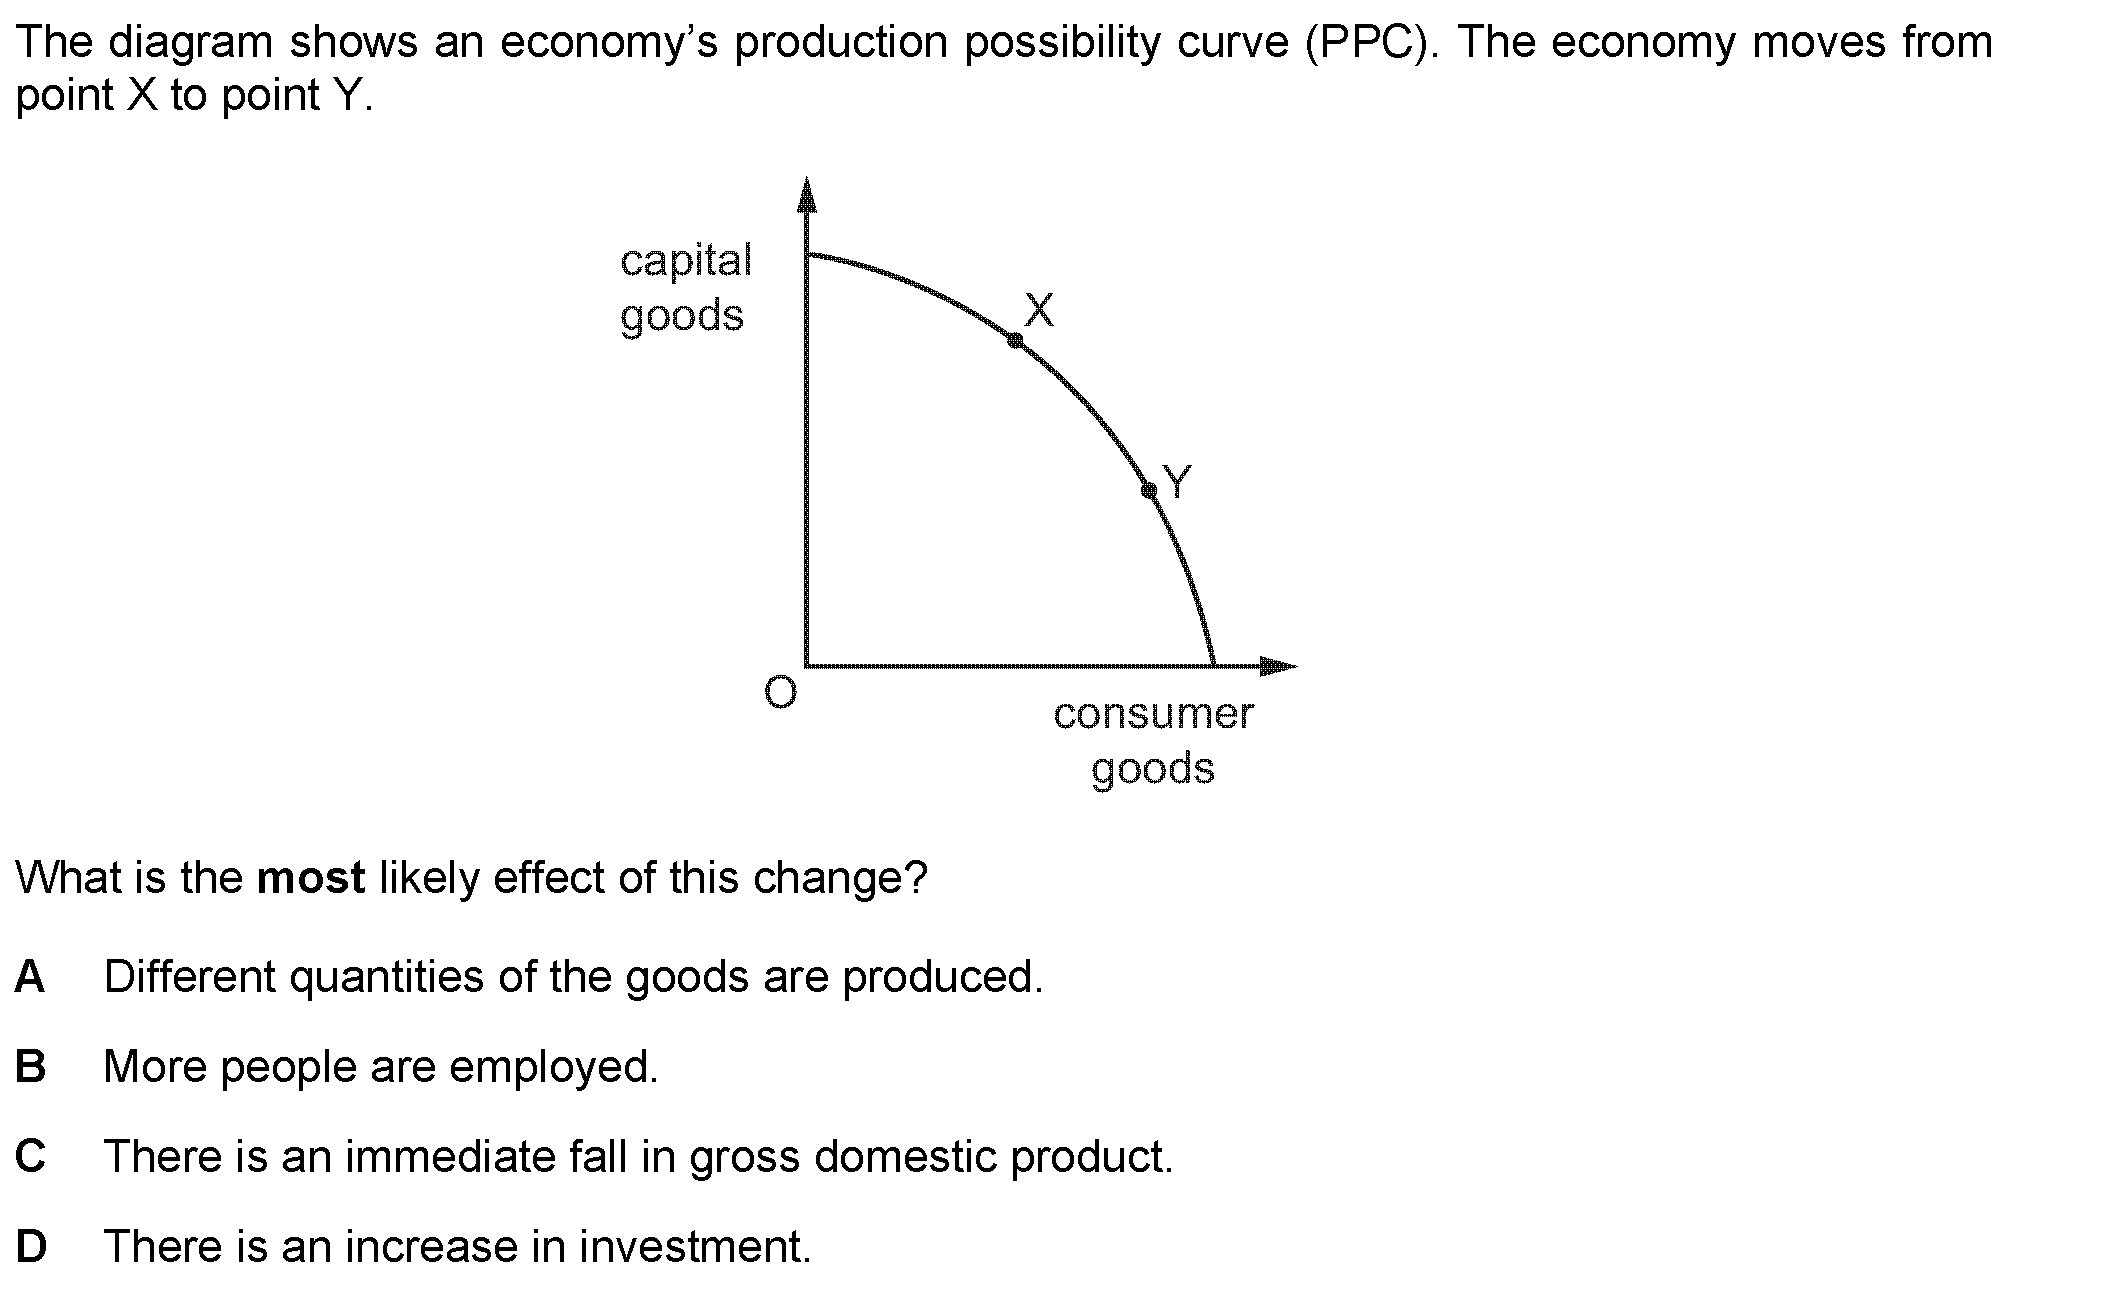 The diagram shows an economy’s production possibility curve (PPC). The economy moves from
point X to point Y.
capital
goods
X
Y
O
consumer
goods
What is the most likely effect of this change?
A Different quantities of the goods are produced.
B More people are employed.
C There is an immediate fall in gross domestic product.
D There is an increase in investment.